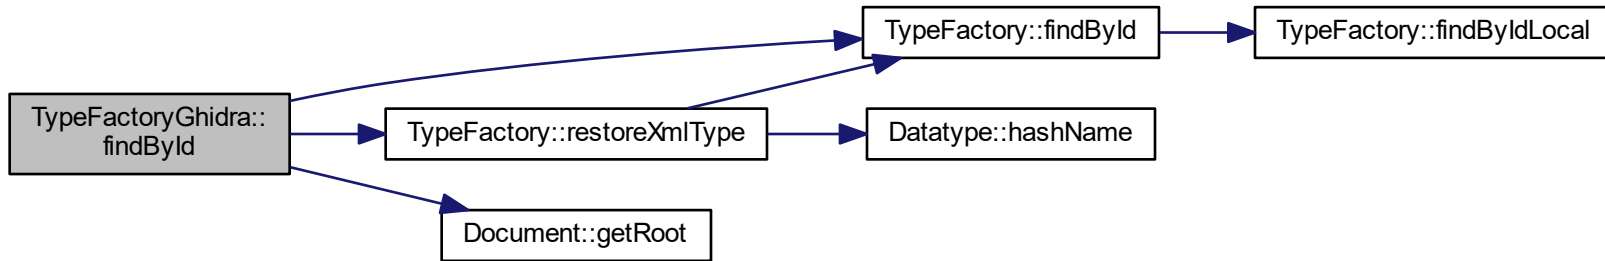 TypeFactory::findById
TypeFactory::findByIdLocal
TypeFactoryGhidra::
findById
TypeFactory::restoreXmlType
Datatype::hashName
Document::getRoot